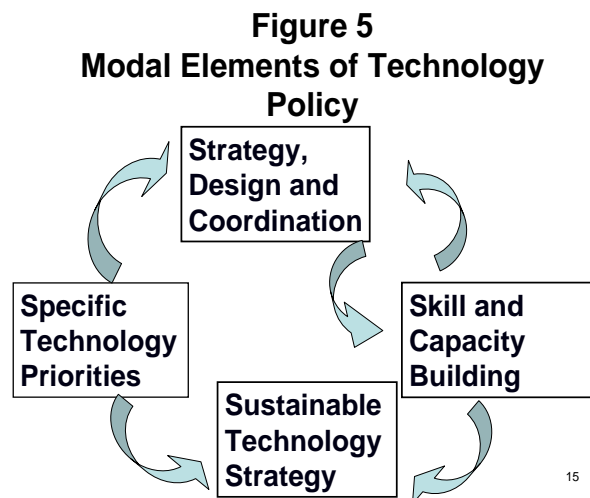 Figure 5
Modal Elements of Technology
Policy
Strategy,
Design and
Coordination
Specific
Technology
Priorities
Skill and
Capacity
Building
Sustainable
Technology
Strategy
15